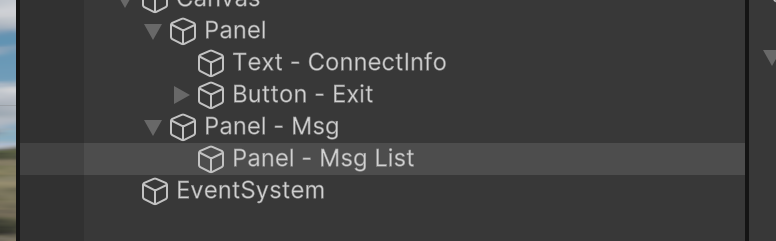 Canvas
Panel
Text - ConnectInfo
Button - Exit
Panel - Msg
Panel - Msg List
EventSystem